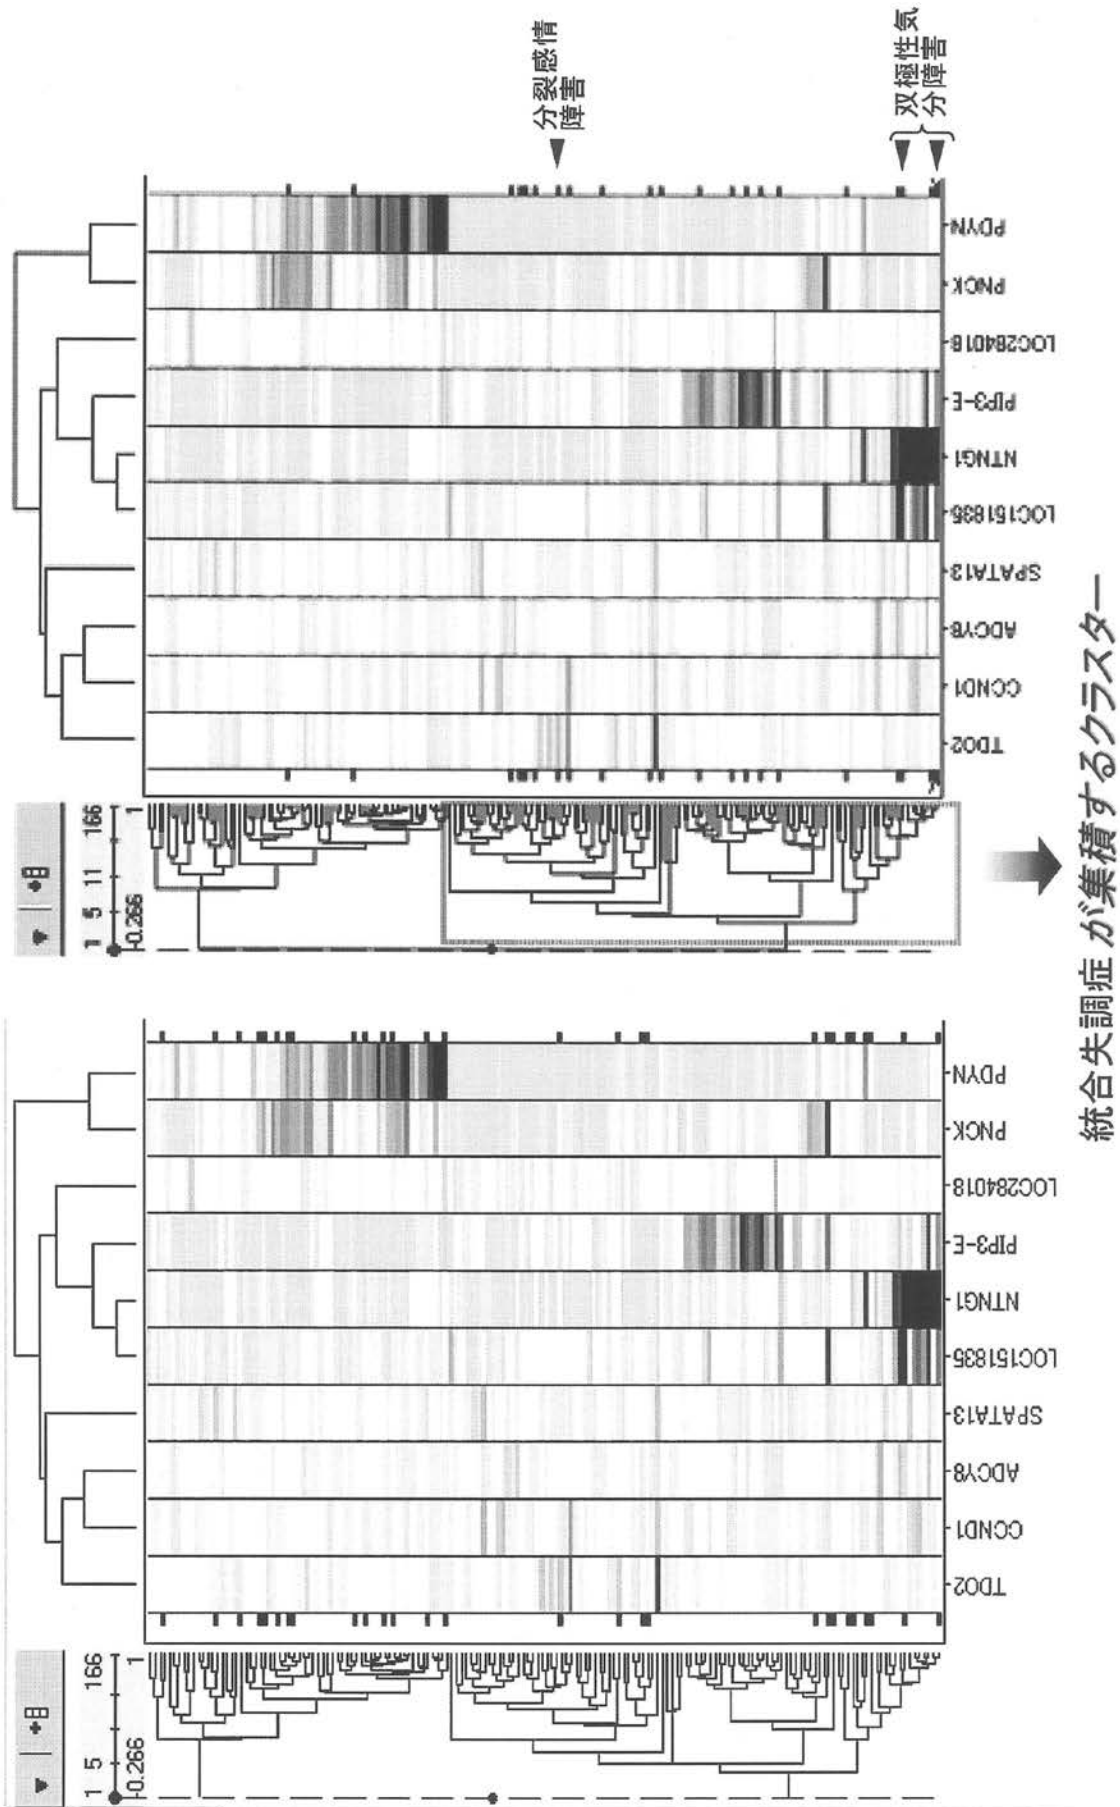 1 5 166
-0.266 1
TDO2
CCND1
ADCY8
SPATA13
LOC151835
NTNG1
PIP3-E
LOC284018
PNCK
PDYN
1 5 11 166
-0.266 1
TDO2
CCND1
ADCY8
SPATA13
LOC151835
NTNG1
PIP3-E
LOC284018
PNCK
PDYN
分裂感情
障害
双極性気
分障害
統合失調症が集積するクラスター